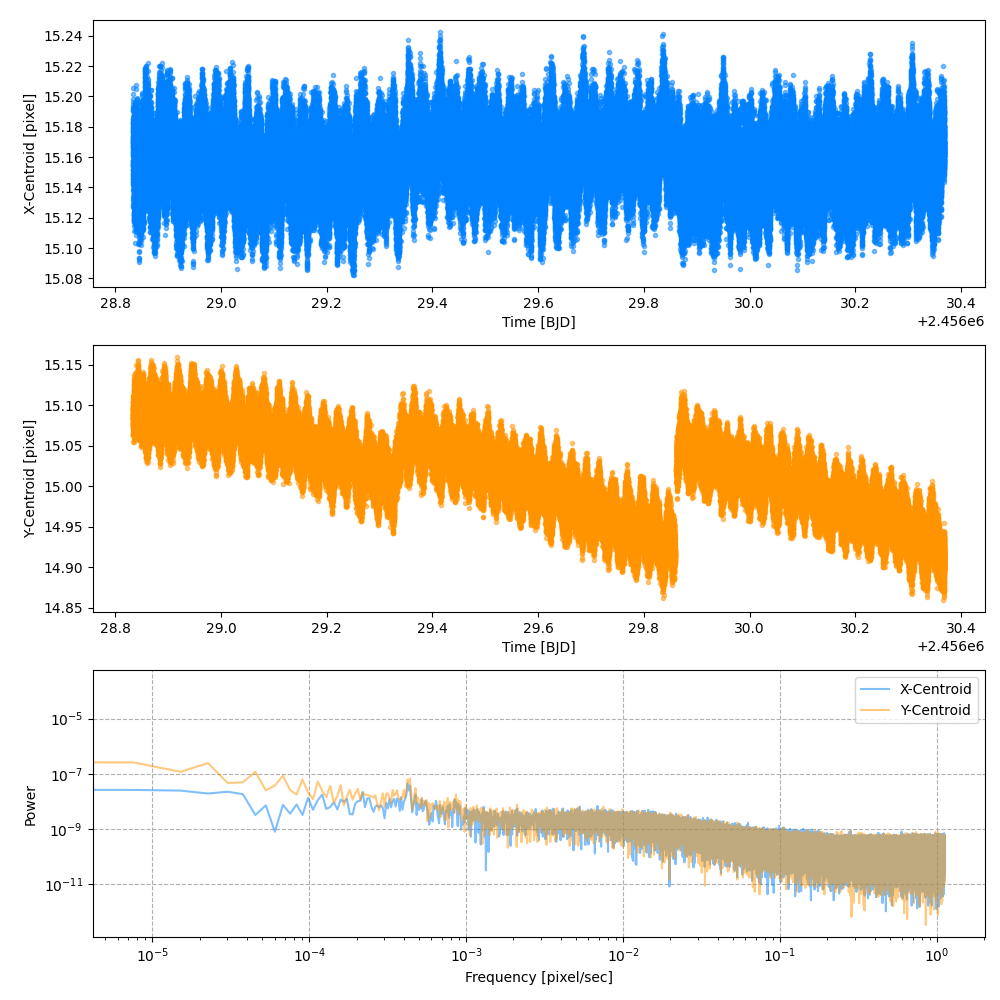 X-Centroid [pixel]
15.24
15.22
15.20
15.18
15.16
15.14
15.12
15.10
15.08
28.8 29.0 29.2 29.4 29.6 29.8 30.0 30.2 30.4
Time [BJD]
+2.456e6
Y-Centroid [pixel]
15.15
15.10
15.05
15.00
14.95
14.90
14.85
28.8 29.0 29.2 29.4 29.6 29.8 30.0 30.2 30.4
Time [BJD]
+2.456e6
X-Centroid
Y-Centroid
Power
10⁻⁵
10⁻⁷
10⁻⁹
10⁻¹¹
10⁻⁵ 10⁻⁴ 10⁻³ 10⁻² 10⁻¹ 10⁰
Frequency [pixel/sec]